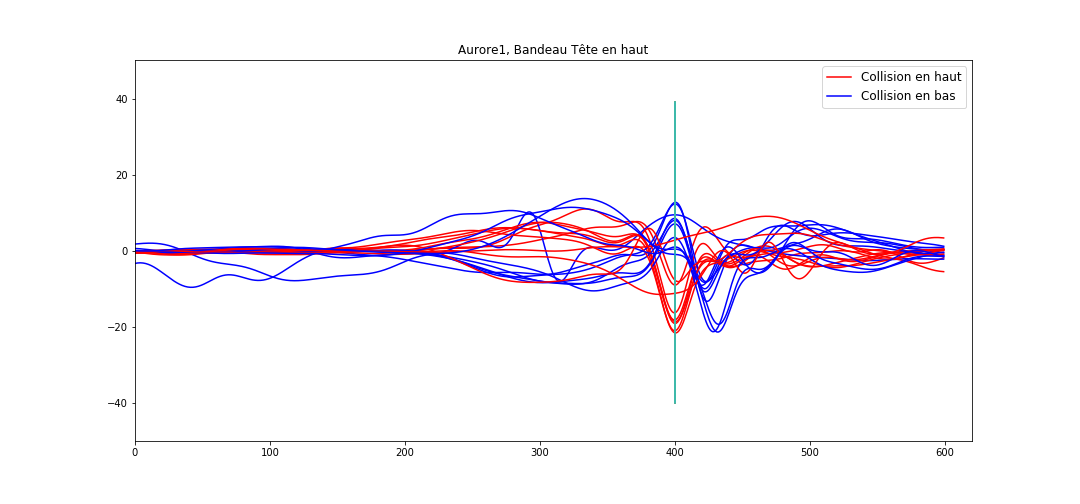 Aurore1, Bandeau Tête en haut
Collision en haut
Collision en bas
40
20
0
−20
−40
0 100 200 300 400 500 600